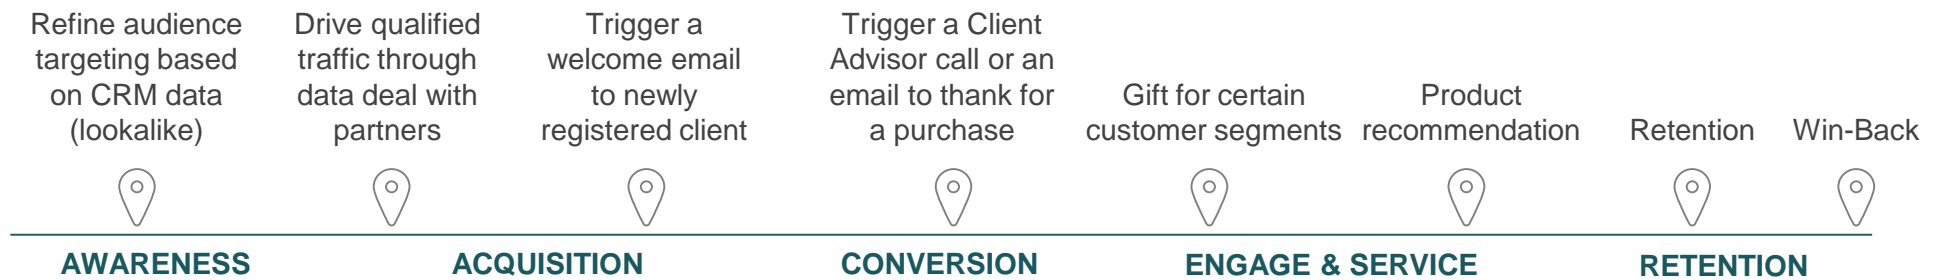 Refine audience
targeting based
on CRM data
(lookalike)
Drive qualified
traffic through
data deal with
partners
Trigger a
welcome email
to newly
registered client
Trigger a Client
Advisor call or an
email to thank for
a purchase
Gift for certain
customer segments
Product
recommendation
Retention
Win-Back
AWARENESS
ACQUISITION
CONVERSION
ENGAGE & SERVICE
RETENTION